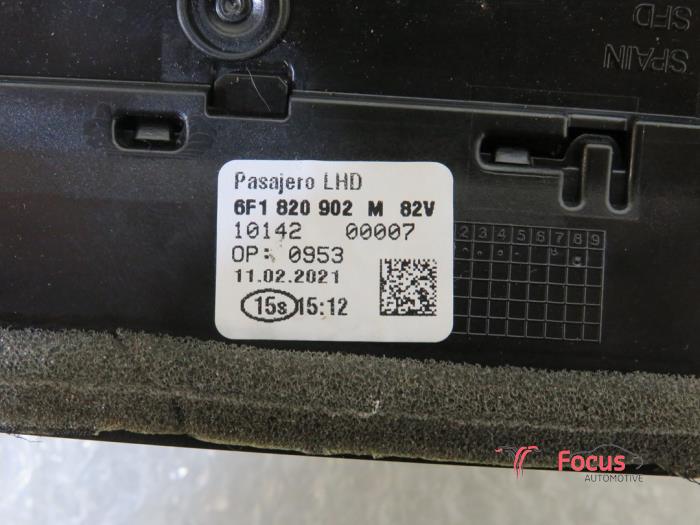 SFD
SPAIN
Pasajero LHD
6F1 820 902 M 82V
10142 00007
OP: 0953
11.02.2021
15s 15:12
2 3 4 5 6 7 8 9
Focus
AUTOMOTIVE